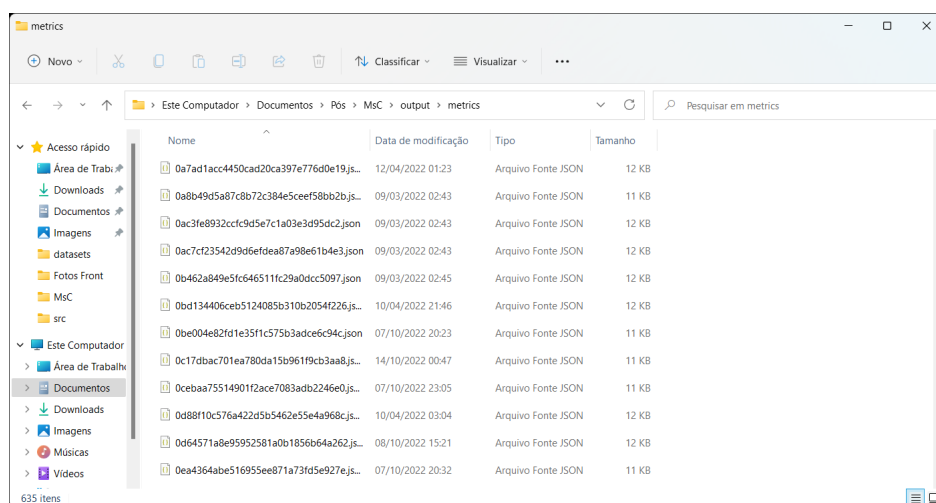 metrics
Novo
Classificar
Visualizar
Este Computador > Documentos > Pós > MsC > output > metrics
Pesquisar em metrics
Acesso rápido
Área de Traba
Downloads
Documentos
Imagens
datasets
Fotos Front
MsC
src
Este Computador
Área de Trabalho
Documentos
Downloads
Imagens
Músicas
Vídeos
Nome Data de modificação Tipo Tamanho
0a7ad1acc4450cad20ca397e776d0e19.js... 12/04/2022 01:23 Arquivo Fonte JSON 12 KB
0a8b49d5a87c8b72c384e5ceef58bb2b.js... 09/03/2022 02:43 Arquivo Fonte JSON 11 KB
0ac3fe8932ccfc9d5e7c1a03e3d95dc2.json 09/03/2022 02:43 Arquivo Fonte JSON 12 KB
0ac7cf23542d9d6efdea87a98e61b4e3.json 09/03/2022 02:43 Arquivo Fonte JSON 12 KB
0b462a849e5fc646511fc29a0dcc5097.json 09/03/2022 02:45 Arquivo Fonte JSON 12 KB
0bd134406ceb5124085b310b2054f226.js... 10/04/2022 21:46 Arquivo Fonte JSON 12 KB
0be004e82fd1e35f1c575b3adce6c94c.json 07/10/2022 20:23 Arquivo Fonte JSON 11 KB
0c17dbac701ea780da15b961f9cb3aa8.js... 14/10/2022 00:47 Arquivo Fonte JSON 11 KB
0cebaa75514901f2ace7083adb2246e0.js... 07/10/2022 23:05 Arquivo Fonte JSON 11 KB
0d88f10c576a422d5b5462e55e4a968c.js... 10/04/2022 03:04 Arquivo Fonte JSON 12 KB
0d64571a8e95952581a0b1856b64a262.js... 08/10/2022 15:21 Arquivo Fonte JSON 12 KB
0ea4364abe516955ee871a73fd5e927e.js... 07/10/2022 20:32 Arquivo Fonte JSON 11 KB
635 itens